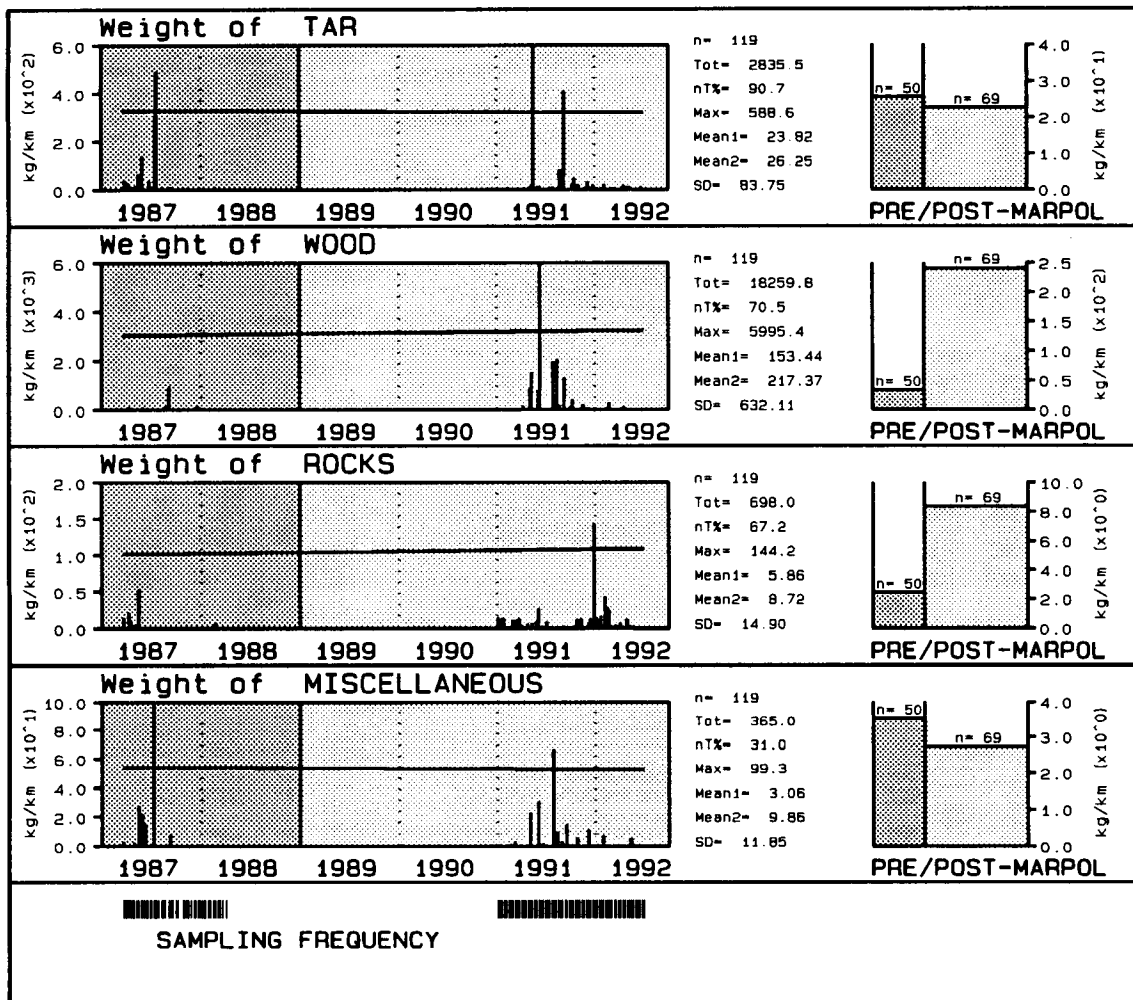 Weight of TAR
6.0
4.0
2.0
0.0
kg/km (x10^2)
1987 1988 1989 1990 1991 1992
n= 119
Tot= 2835.5
nT%= 90.7
Max= 588.6
Mean1= 23.82
Mean2= 26.25
SD= 83.75
n= 50
n= 69
4.0
3.0
2.0
1.0
0.0
kg/km (x10^1)
PRE/POST-MARPOL
Weight of WOOD
6.0
4.0
2.0
0.0
kg/km (x10^3)
1987 1988 1989 1990 1991 1992
n= 119
Tot= 18259.8
nT%= 70.5
Max= 5995.4
Mean1= 153.44
Mean2= 217.37
SD= 632.11
n= 50
n= 69
2.5
2.0
1.5
1.0
0.5
0.0
kg/km (x10^2)
PRE/POST-MARPOL
Weight of ROCKS
2.0
1.5
1.0
0.5
0.0
kg/km (x10^2)
1987 1988 1989 1990 1991 1992
n= 119
Tot= 698.0
nT%= 67.2
Max= 144.2
Mean1= 5.86
Mean2= 8.72
SD= 14.90
n= 50
n= 69
10.0
8.0
6.0
4.0
2.0
0.0
kg/km (x10^0)
PRE/POST-MARPOL
Weight of MISCELLANEOUS
10.0
8.0
6.0
4.0
2.0
0.0
kg/km (x10^1)
1987 1988 1989 1990 1991 1992
n= 119
Tot= 365.0
nT%= 31.0
Max= 99.3
Mean1= 3.06
Mean2= 9.86
SD= 11.85
n= 50
n= 69
4.0
3.0
2.0
1.0
0.0
kg/km (x10^0)
PRE/POST-MARPOL
SAMPLING FREQUENCY